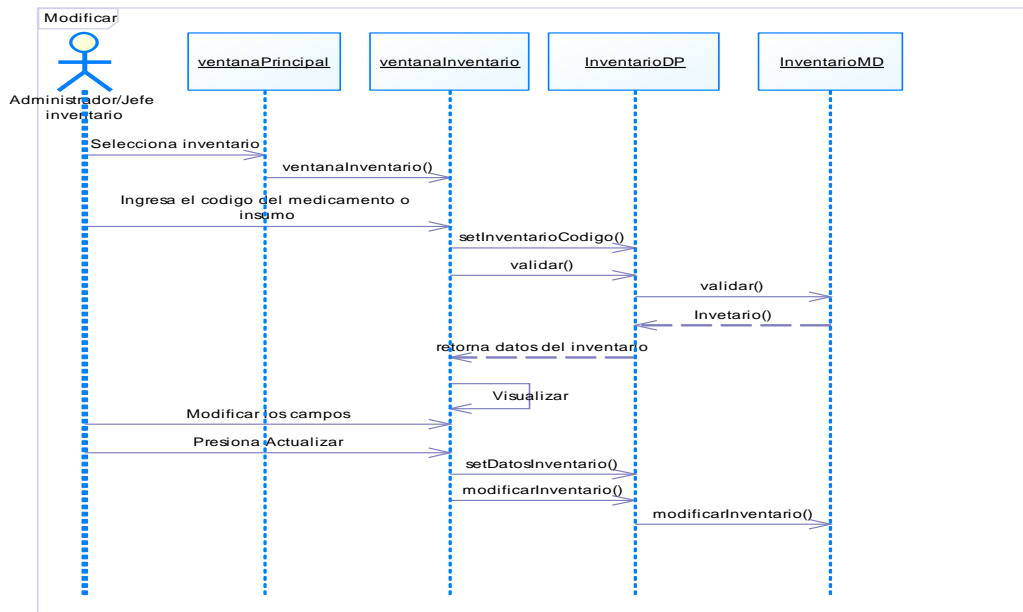 Modificar
ventanaPrincipal
ventanaInventario
InventarioDP
InventarioMD
Administrador/Jefe
inventario
Selecciona inventario
ventanaInventario()
Ingresa el codigo del medicamento o
insumo
setInventarioCodigo()
validar()
validar()
Invetario()
retorna datos del inventario
Visualizar
Modificar los campos
Presiona Actualizar
setDatosInventario()
modificarInventario()
modificarInventario()